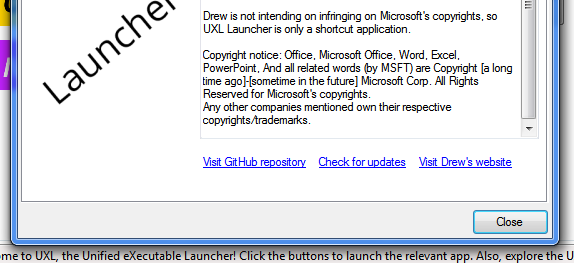 Launcher
Drew is not intending on infringing on Microsoft's copyrights, so
UXL Launcher is only a shortcut application.
Copyright notice: Office, Microsoft Office, Word, Excel,
PowerPoint, And all related words (by MSFT) are Copyright [a long
time ago]-[sometime in the future] Microsoft Corp. All Rights
Reserved for Microsoft's copyrights.
Any other companies mentioned own their respective
copyrights/trademarks.
Visit GitHub repository Check for updates Visit Drew's website
Close
me to UXL, the Unified eXecutable Launcher! Click the buttons to launch the relevant app. Also, explore the U